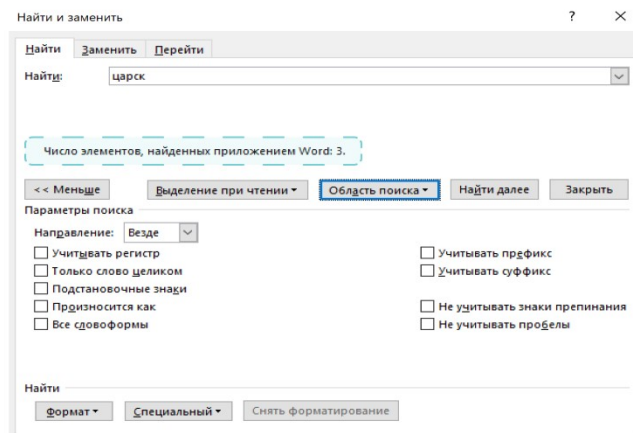 Найти и заменить ? ×
Найти Заменить Перейти
Найти: царск
Число элементов, найденных приложением Word: 3.
<< Меньше Выделение при чтении Область поиска Найти далее Закрыть
Параметры поиска
Направление: Везде
Учитывать регистр Учитывать префикс
Только слово целиком Учитывать суффикс
Подстановочные знаки
Произносится как Не учитывать знаки препинания
Все словоформы Не учитывать пробелы
Найти
Формат Специальный Снять форматирование